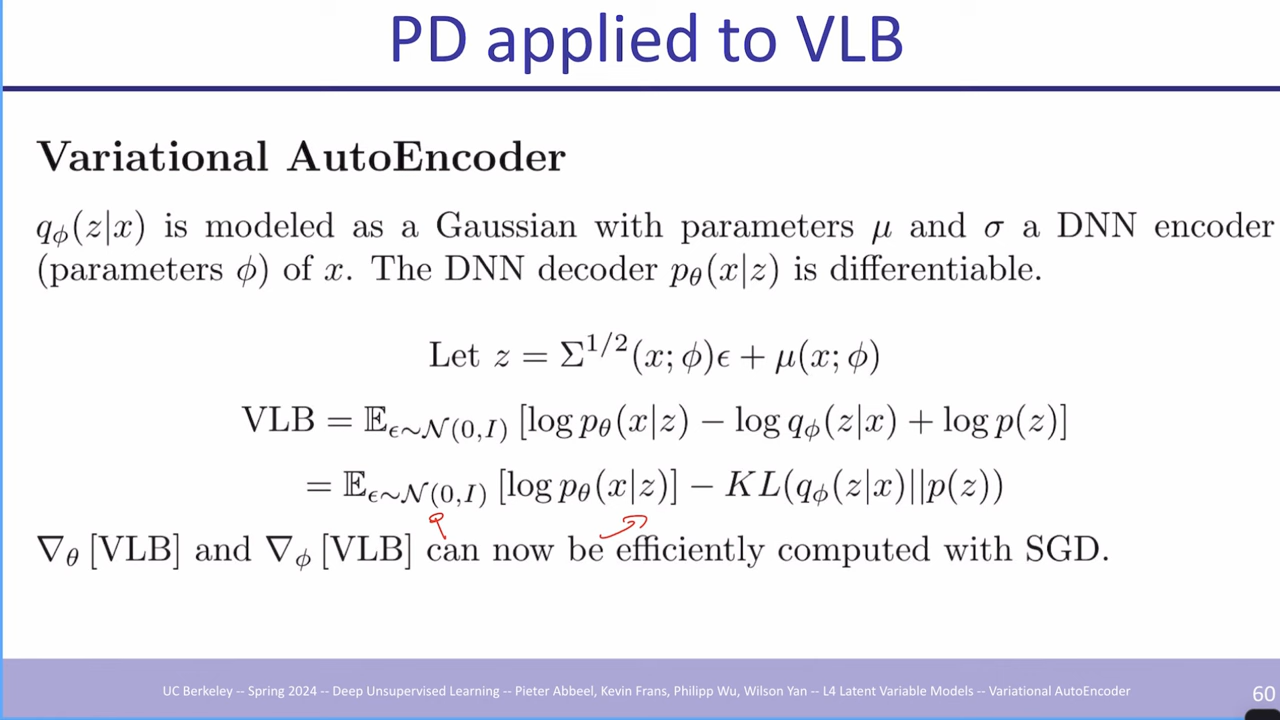 PD applied to VLB
Variational AutoEncoder
qϕ(z|x) is modeled as a Gaussian with parameters μ and σ a DNN encoder
(parameters ϕ) of x. The DNN decoder pθ(x|z) is differentiable.
Let z = Σ^{1/2}(x; ϕ)ϵ + μ(x; ϕ)
VLB = 𝔼_{ϵ∼𝒩(0,I)} [log pθ(x|z) − log qϕ(z|x) + log p(z)]
= 𝔼_{ϵ∼𝒩(0,I)} [log pθ(x|z)] − KL(qϕ(z|x)||p(z))
∇θ [VLB] and ∇ϕ [VLB] can now be efficiently computed with SGD.
UC Berkeley -- Spring 2024 -- Deep Unsupervised Learning -- Pieter Abbeel, Kevin Frans, Philipp Wu, Wilson Yan -- L4 Latent Variable Models -- Variational AutoEncoder
60